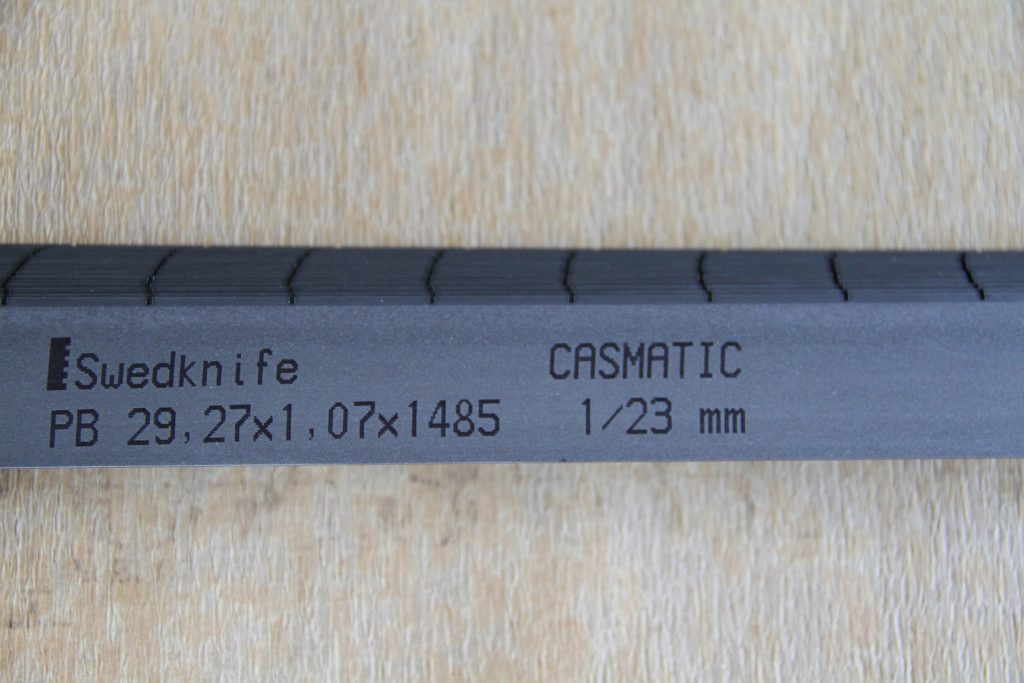 Swedknife CASMATIC
PB 29,27x1,07x1485 1/23 mm